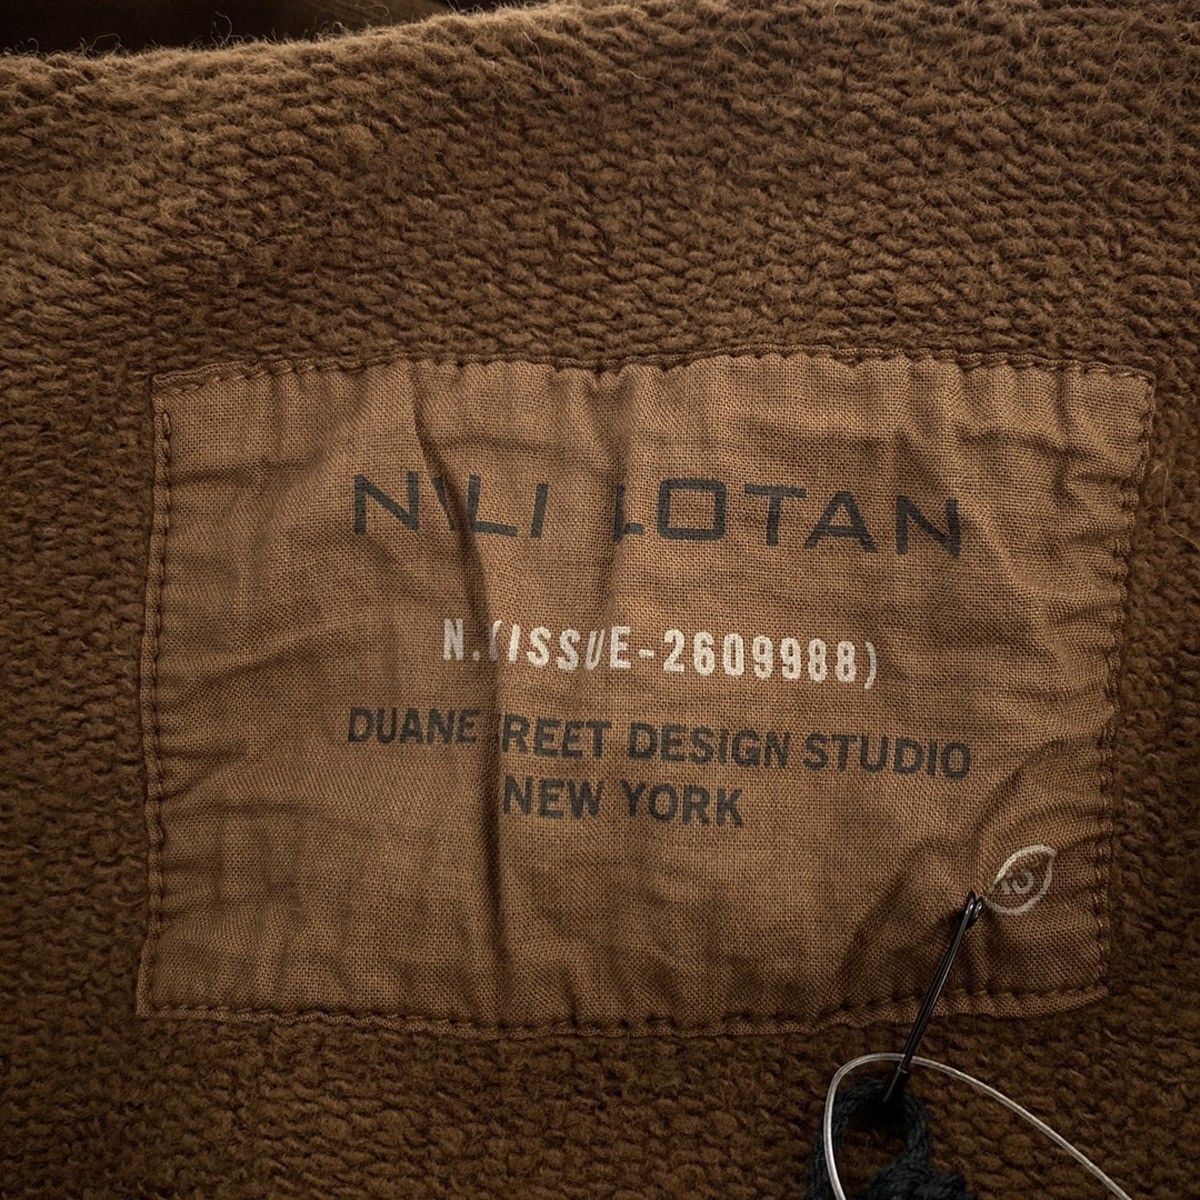 NILI LOTAN
N.(ISSUE-2609988)
DUANE STREET DESIGN STUDIO
NEW YORK